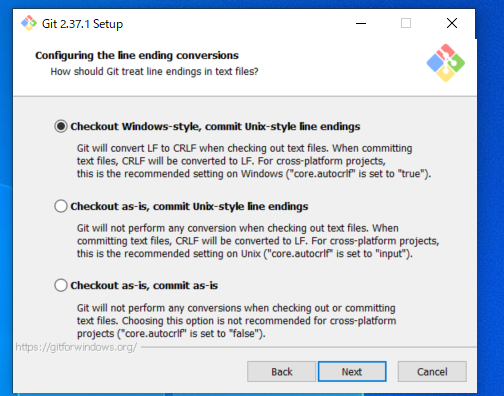 Git 2.37.1 Setup
Configuring the line ending conversions
How should Git treat line endings in text files?
Checkout Windows-style, commit Unix-style line endings
Git will convert LF to CRLF when checking out text files. When committing
text files, CRLF will be converted to LF. For cross-platform projects,
this is the recommended setting on Windows ("core.autocrlf" is set to "true").
Checkout as-is, commit Unix-style line endings
Git will not perform any conversion when checking out text files. When
committing text files, CRLF will be converted to LF. For cross-platform projects,
this is the recommended setting on Unix ("core.autocrlf" is set to "input").
Checkout as-is, commit as-is
Git will not perform any conversions when checking out or committing
text files. Choosing this option is not recommended for cross-platform
projects ("core.autocrlf" is set to "false").
https://gitforwindows.org/
Back Next Cancel